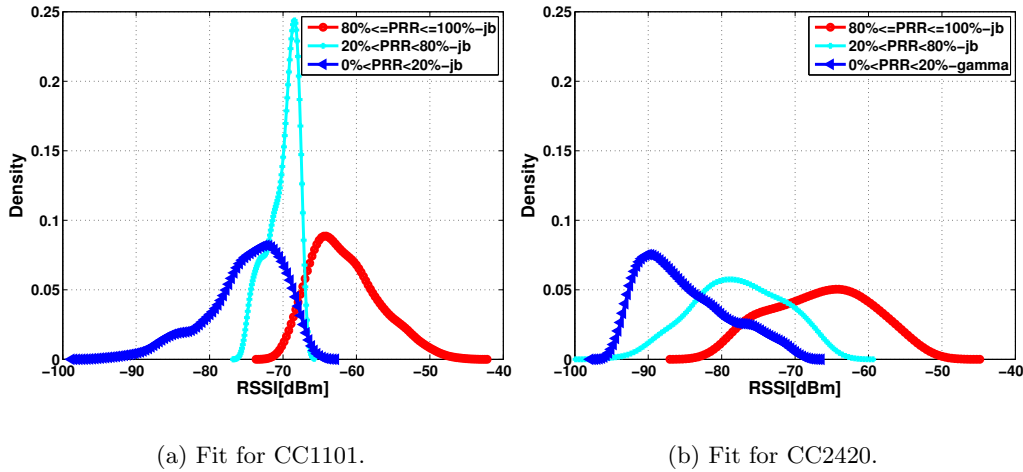 0.25
0.2
0.15
0.1
0.05
0
Density
−100 −90 −80 −70 −60 −50 −40
RSSI[dBm]
80%<=PRR<=100%-jb
20%<PRR<80%-jb
0%<PRR<20%-jb
(a) Fit for CC1101.
0.25
0.2
0.15
0.1
0.05
0
Density
−100 −90 −80 −70 −60 −50 −40
RSSI[dBm]
80%<=PRR<=100%-jb
20%<PRR<80%-jb
0%<PRR<20%-gamma
(b) Fit for CC2420.